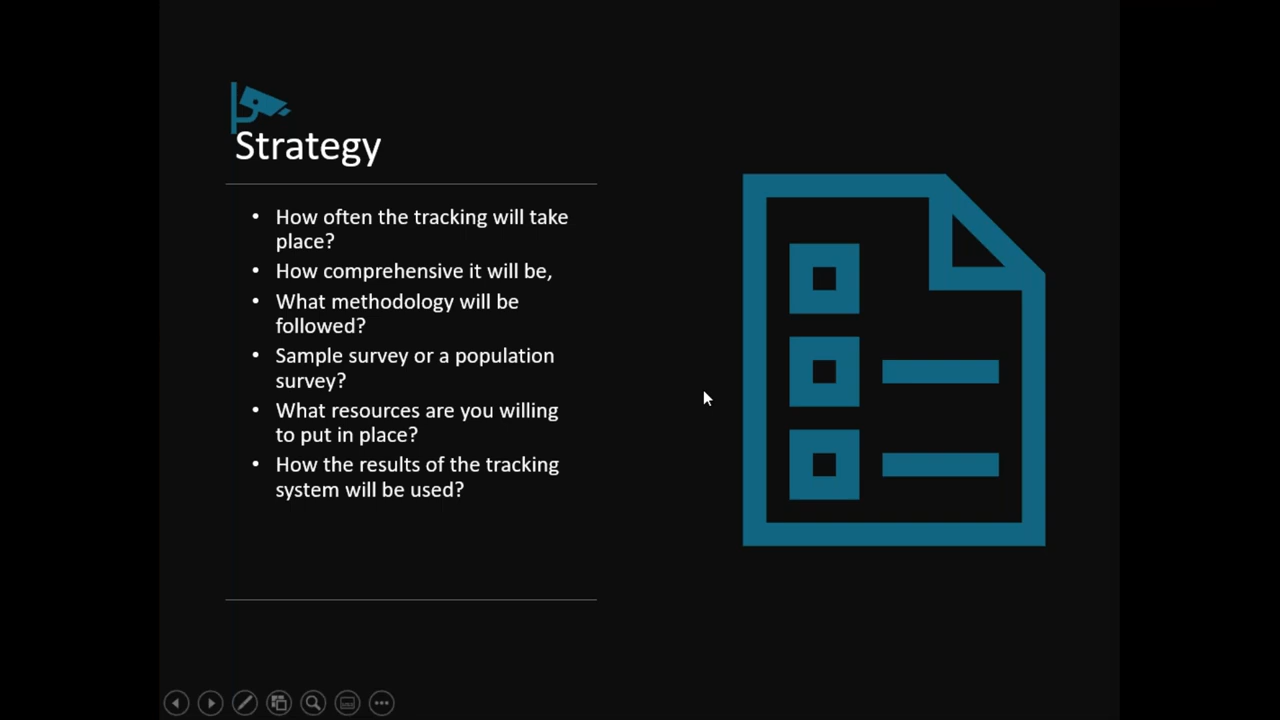 Strategy
• How often the tracking will take
place?
• How comprehensive it will be,
• What methodology will be
followed?
• Sample survey or a population
survey?
• What resources are you willing
to put in place?
• How the results of the tracking
system will be used?